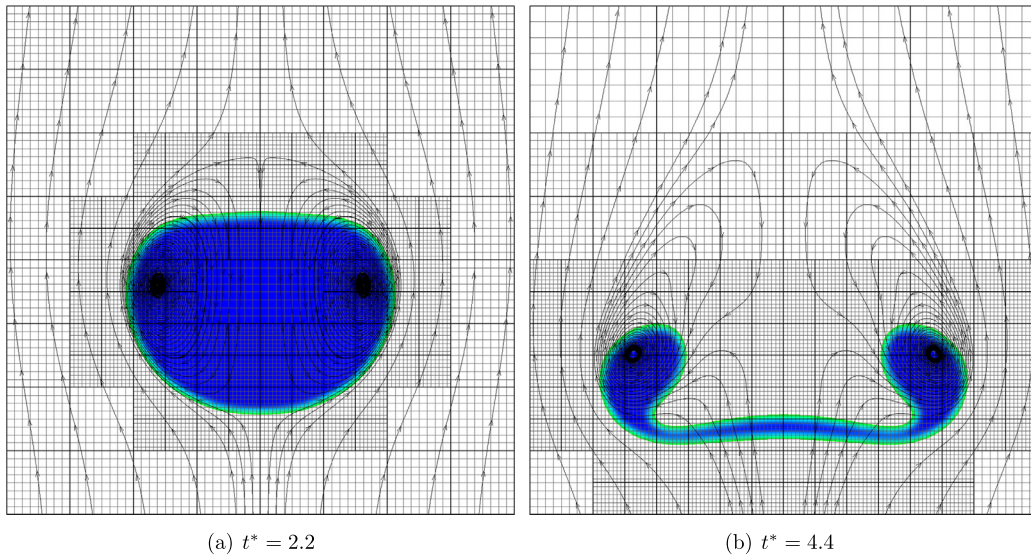 (a) t* = 2.2
(b) t* = 4.4